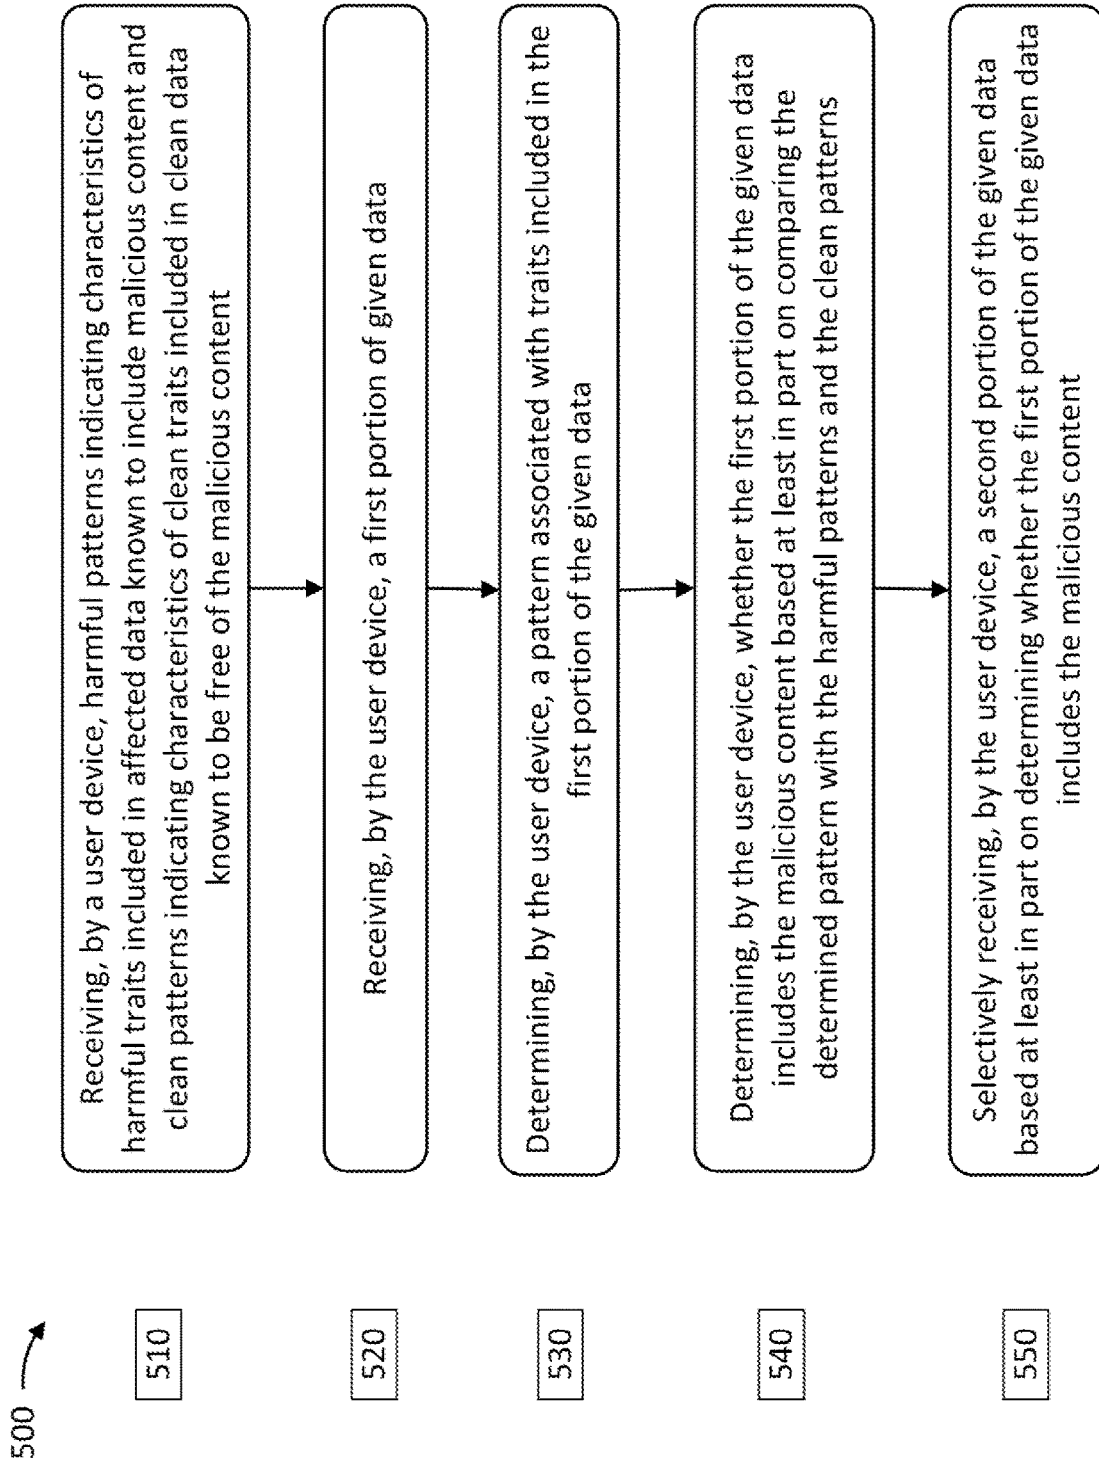 500
510
Receiving, by a user device, harmful patterns indicating characteristics of
harmful traits included in affected data known to include malicious content and
clean patterns indicating characteristics of clean traits included in clean data
known to be free of the malicious content
520
Receiving, by the user device, a first portion of given data
530
Determining, by the user device, a pattern associated with traits included in the
first portion of the given data
540
Determining, by the user device, whether the first portion of the given data
includes the malicious content based at least in part on comparing the
determined pattern with the harmful patterns and the clean patterns
550
Selectively receiving, by the user device, a second portion of the given data
based at least in part on determining whether the first portion of the given data
includes the malicious content